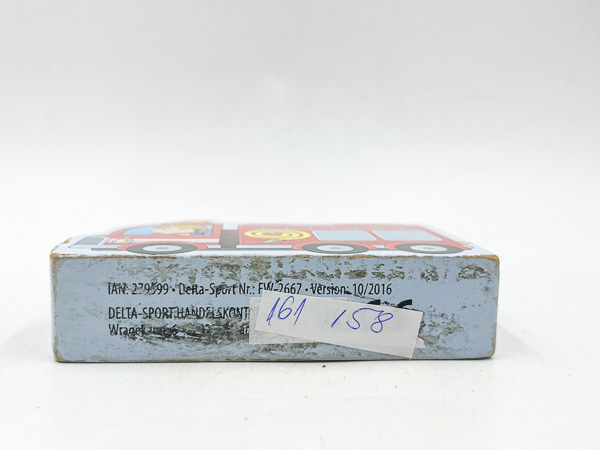 IAN: 279599 • Delta-Sport Nr.: FW-2667 • Version: 10/2016
DELTA-SPORT HANDELSKONT
161 158